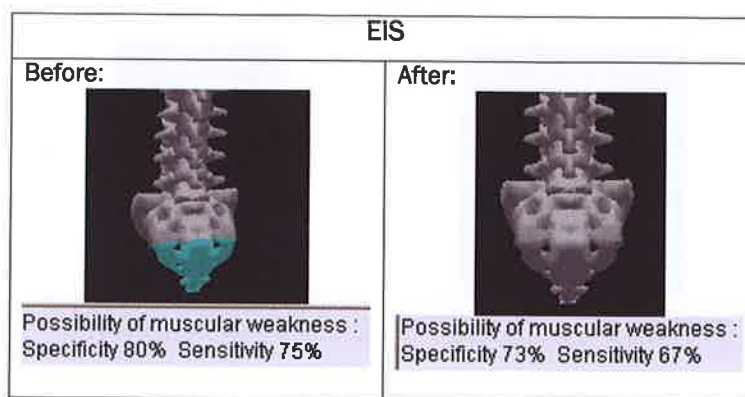 EIS
Before:
After:
Possibility of muscular weakness :
Specificity 80% Sensitivity 75%
Possibility of muscular weakness :
Specificity 73% Sensitivity 67%